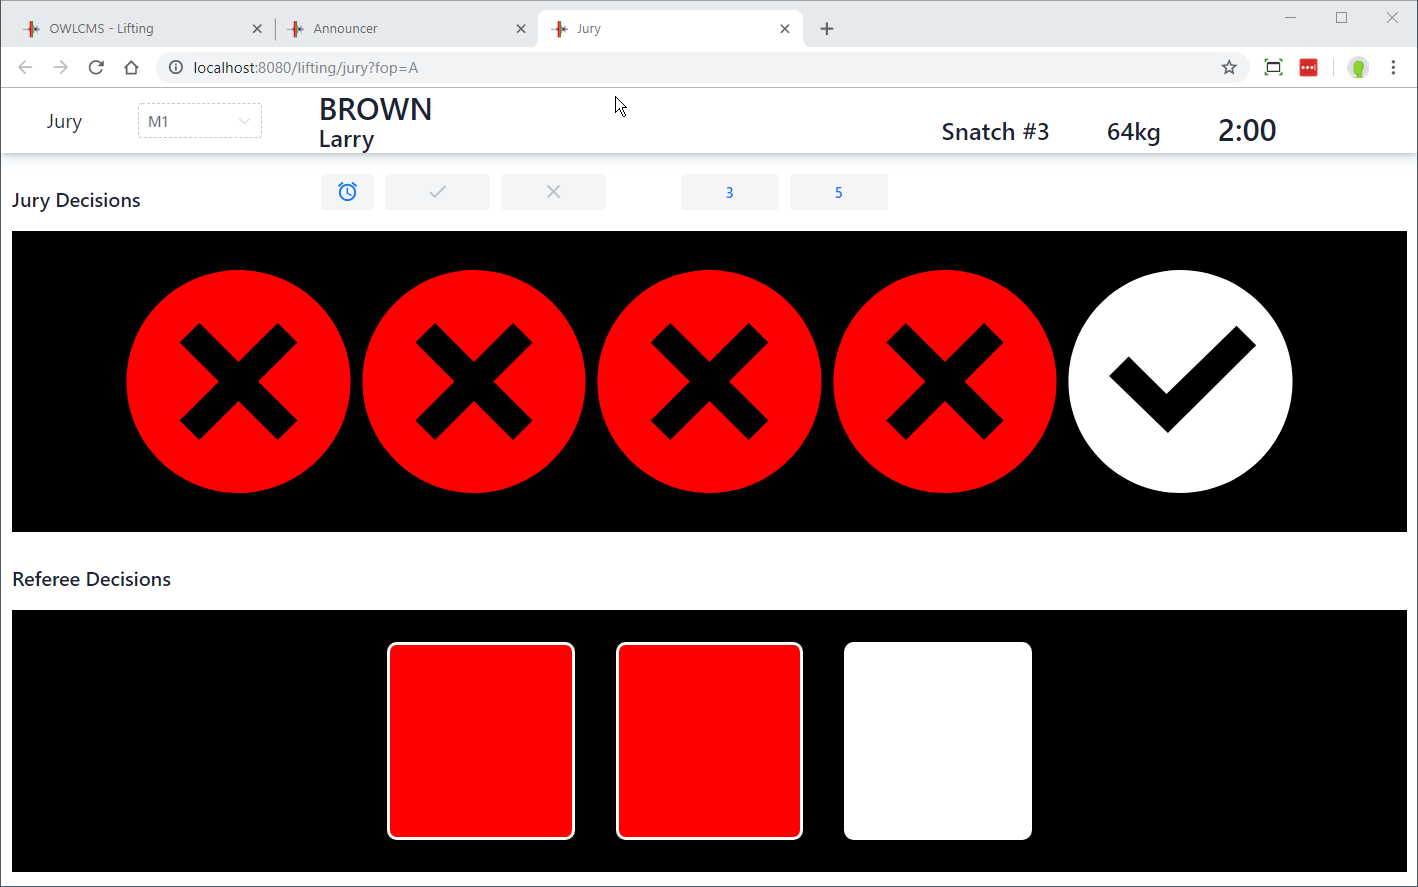 OWLCMS - Lifting
Announcer
Jury
localhost:8080/lifting/jury?fop=A
Jury
M1
BROWN
Larry
Snatch #3
64kg
2:00
Jury Decisions
3
5
Referee Decisions